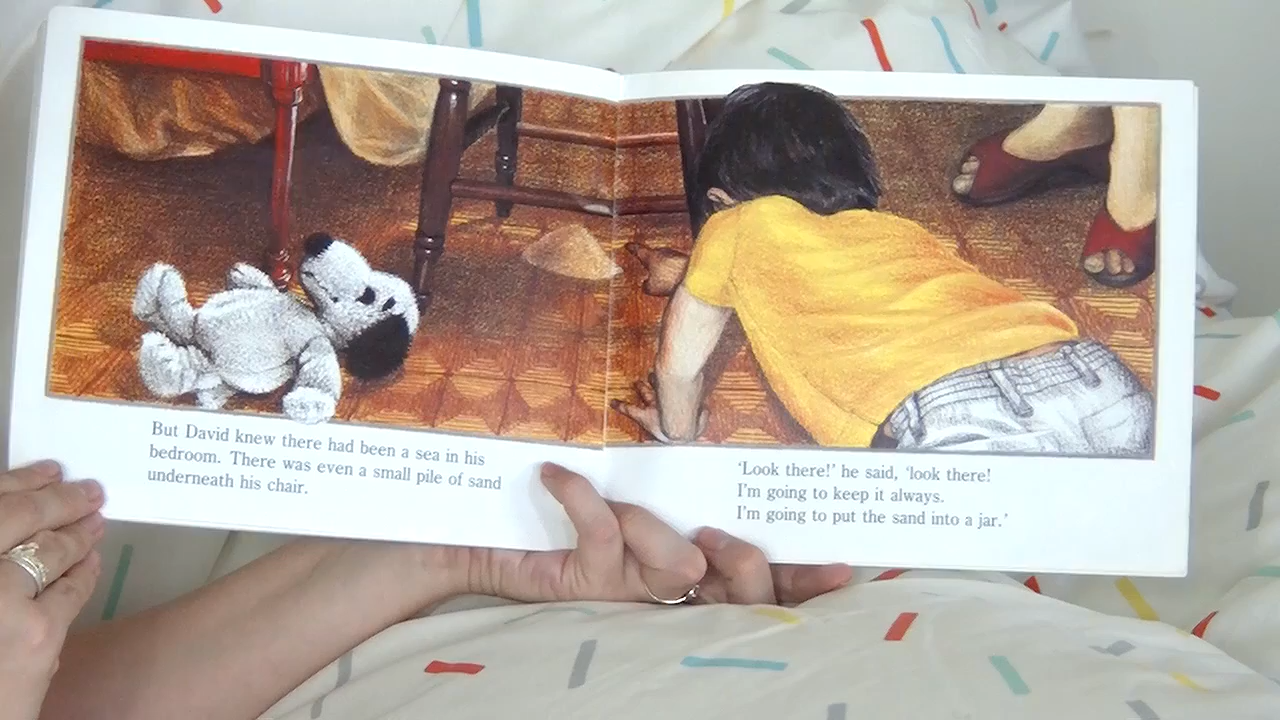 But David knew there had been a sea in his
bedroom. There was even a small pile of sand
underneath his chair.
‘Look there!’ he said, ‘look there!
I’m going to keep it always.
I’m going to put the sand into a jar.’